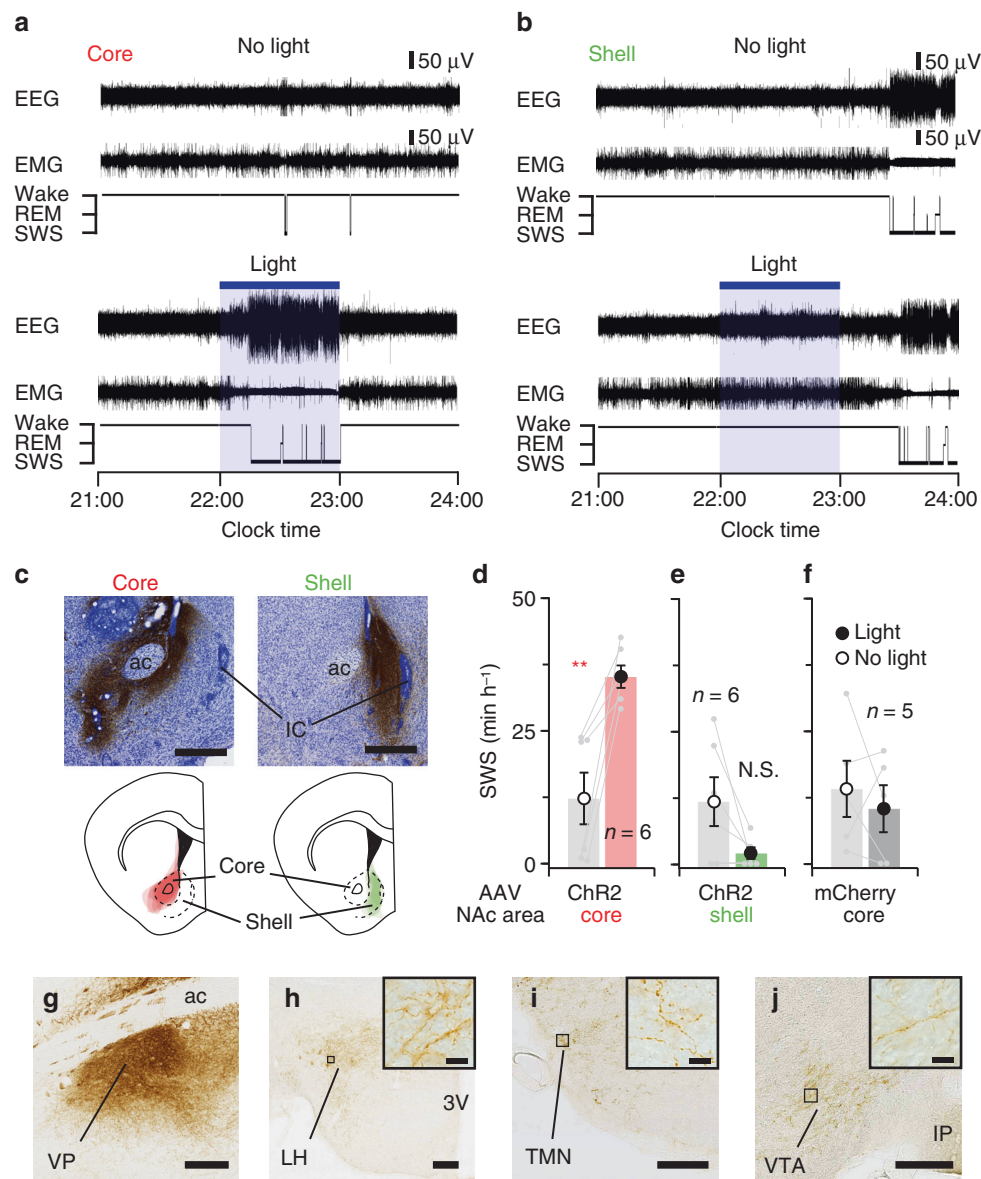 a
Core
No light
50 µV
EEG
50 µV
EMG
Wake
REM
SWS
Light
EEG
EMG
Wake
REM
SWS
21:00 22:00 23:00 24:00
Clock time
b
Shell
No light
50 µV
EEG
50 µV
EMG
Wake
REM
SWS
Light
EEG
EMG
Wake
REM
SWS
21:00 22:00 23:00 24:00
Clock time
c
Core
Shell
ac
ac
IC
Core
Shell
d
SWS (min h⁻¹)
50
25
0
**
n = 6
AAV
NAc area
ChR2
core
e
n = 6
N.S.
ChR2
shell
f
Light
No light
n = 5
mCherry
core
g
ac
VP
h
3V
LH
i
TMN
j
IP
VTA